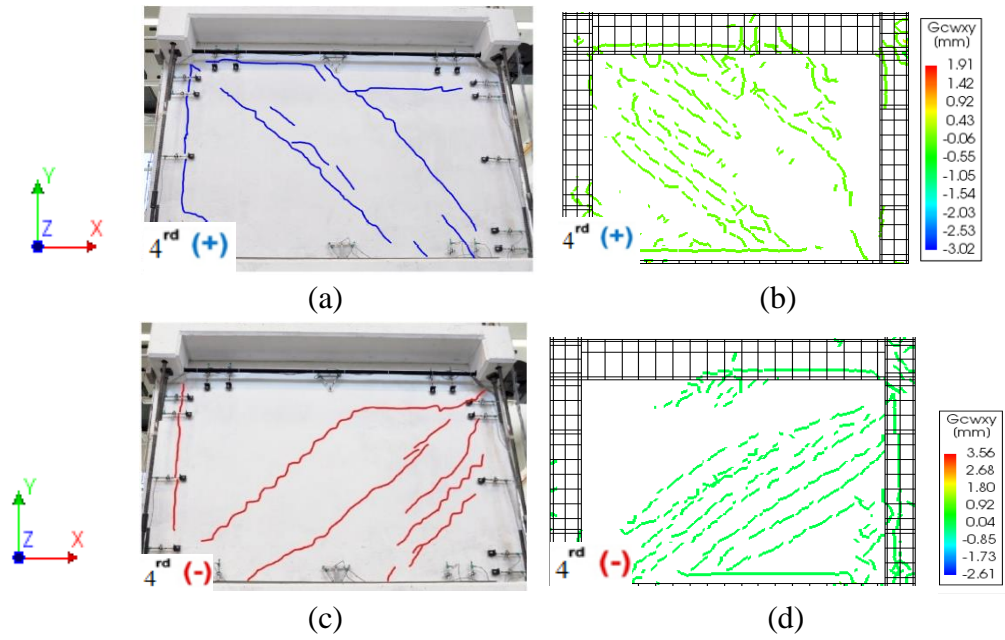 Y
Z X
4rd (+)
(a)
4rd (+)
(b)
Gcwxy
(mm)
1.91
1.42
0.92
0.43
-0.06
-0.55
-1.05
-1.54
-2.03
-2.53
-3.02
Y
Z X
4rd (-)
(c)
4rd (-)
(d)
Gcwxy
(mm)
3.56
2.68
1.80
0.92
0.04
-0.85
-1.73
-2.61